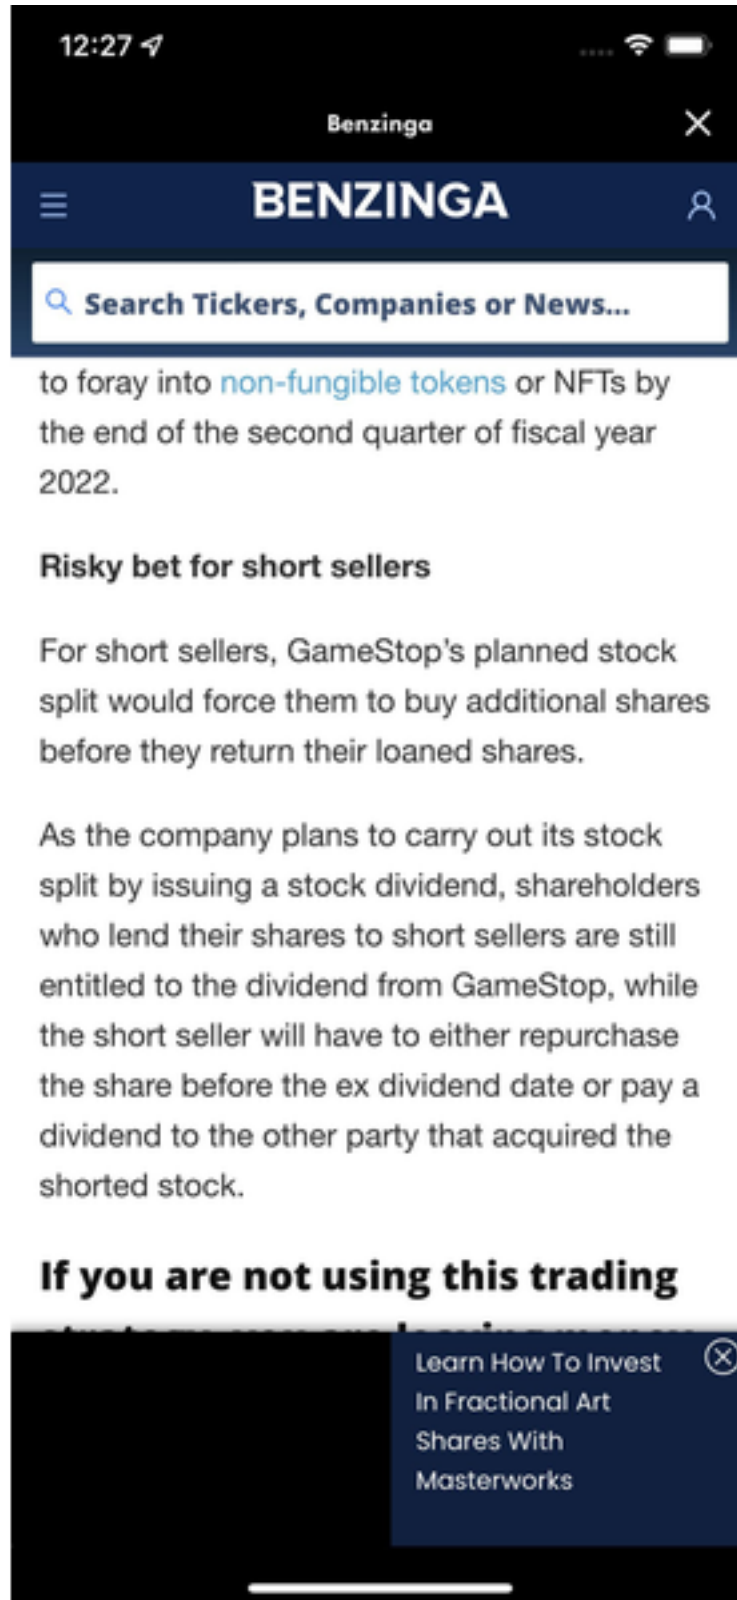 12:27
Benzinga
BENZINGA
Search Tickers, Companies or News...
to foray into non-fungible tokens or NFTs by
the end of the second quarter of fiscal year
2022.
Risky bet for short sellers
For short sellers, GameStop's planned stock
split would force them to buy additional shares
before they return their loaned shares.
As the company plans to carry out its stock
split by issuing a stock dividend, shareholders
who lend their shares to short sellers are still
entitled to the dividend from GameStop, while
the short seller will have to either repurchase
the share before the ex dividend date or pay a
dividend to the other party that acquired the
shorted stock.
If you are not using this trading
Learn How To Invest
In Fractional Art
Shares With
Masterworks